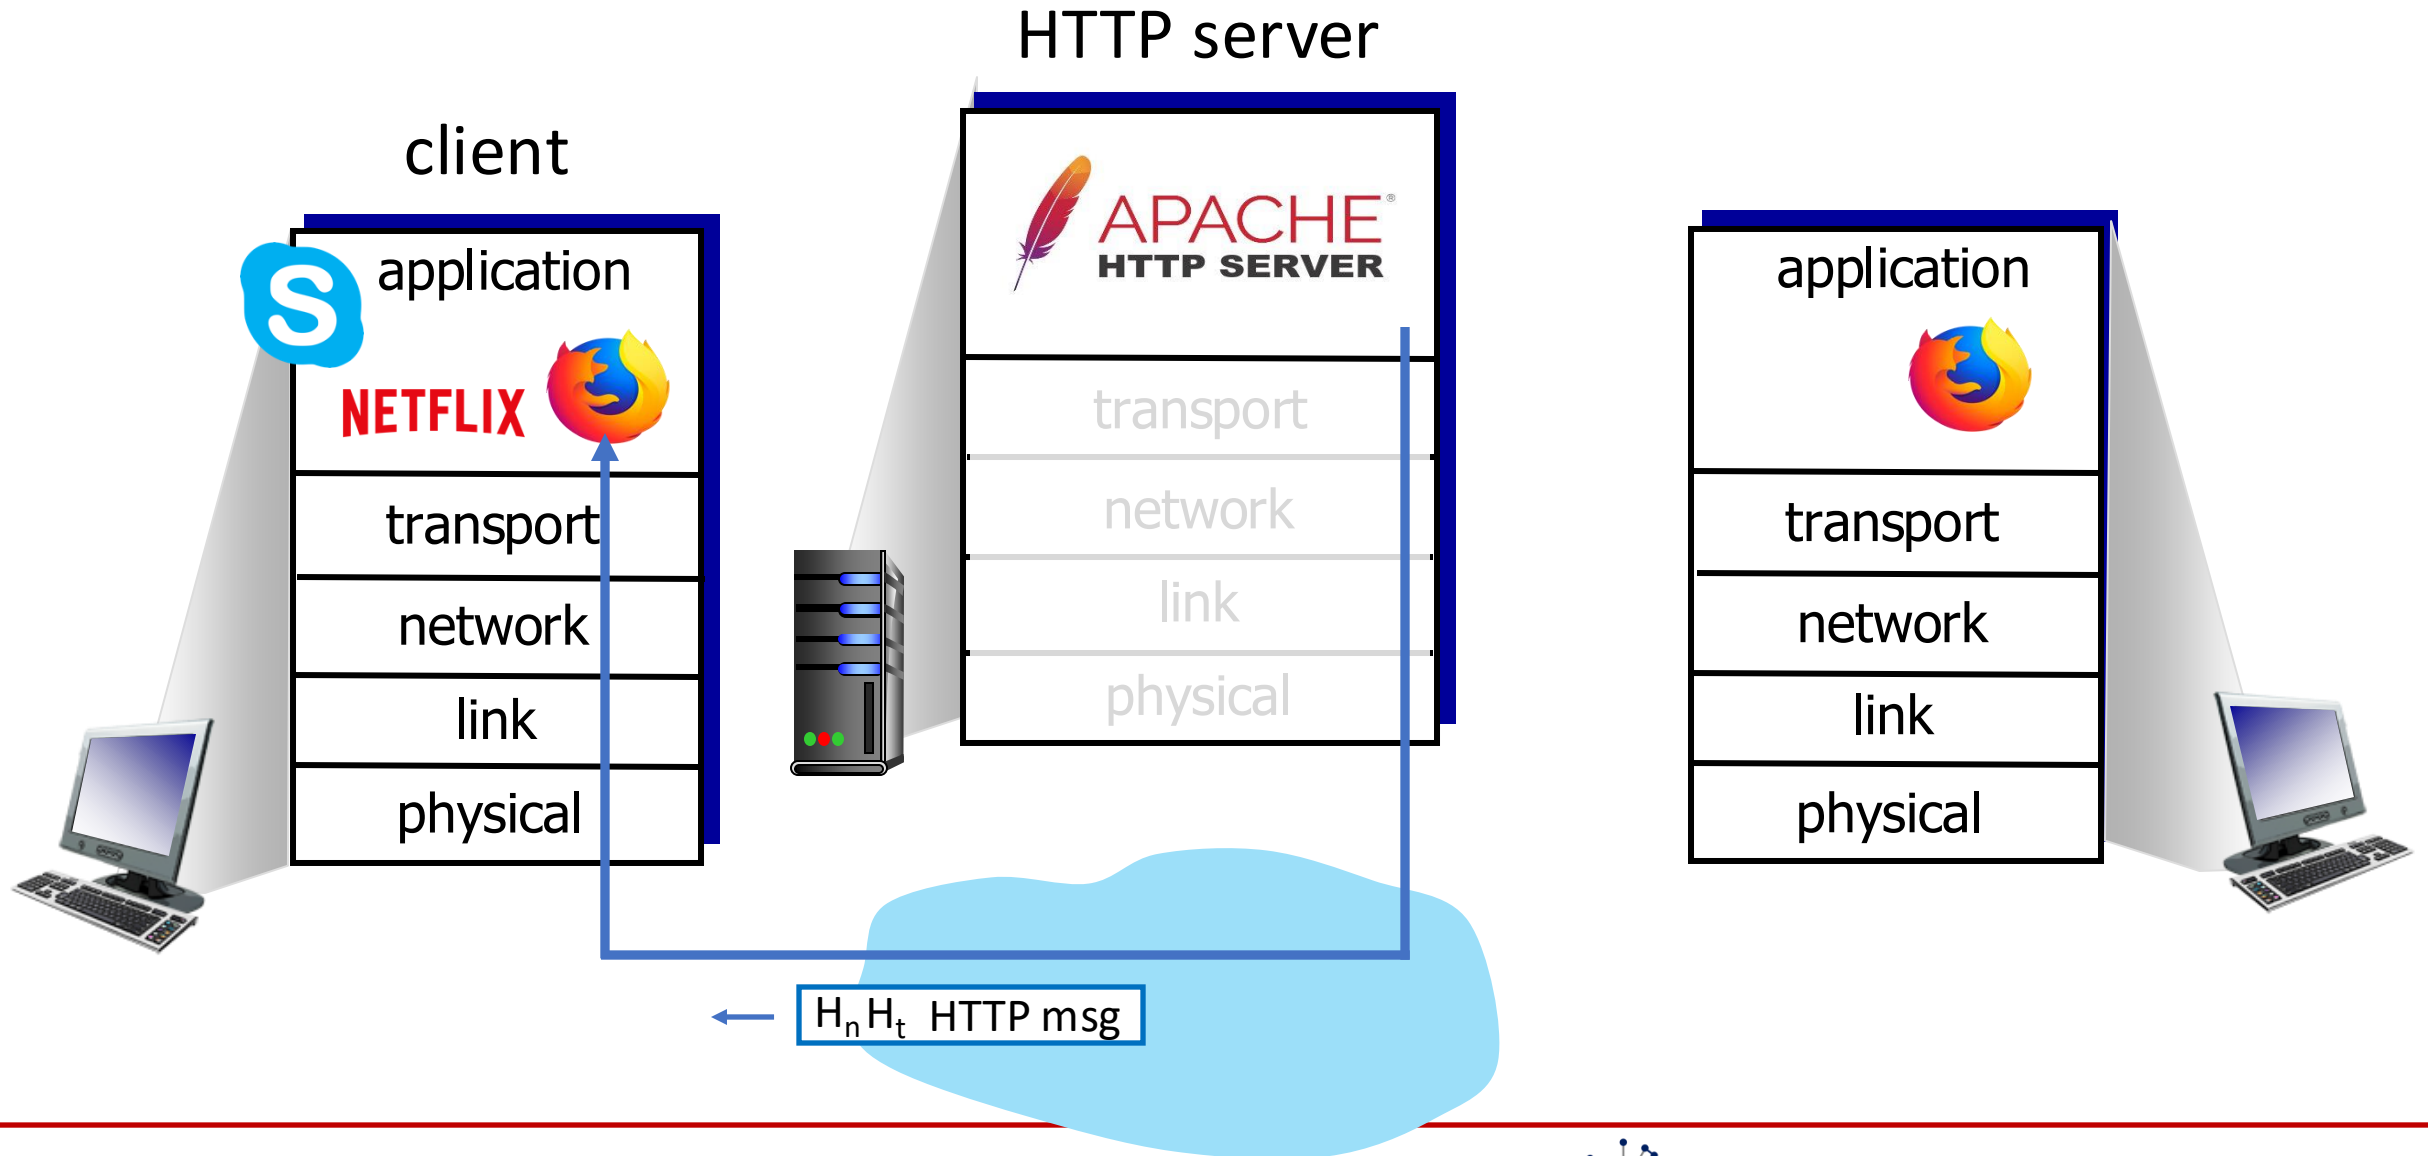 HTTP server
client
APACHE®
HTTP SERVER
S
application
NETFLIX
transport
network
link
physical
transport
network
link
physical
application
transport
network
link
physical
HₙHₜ HTTP msg